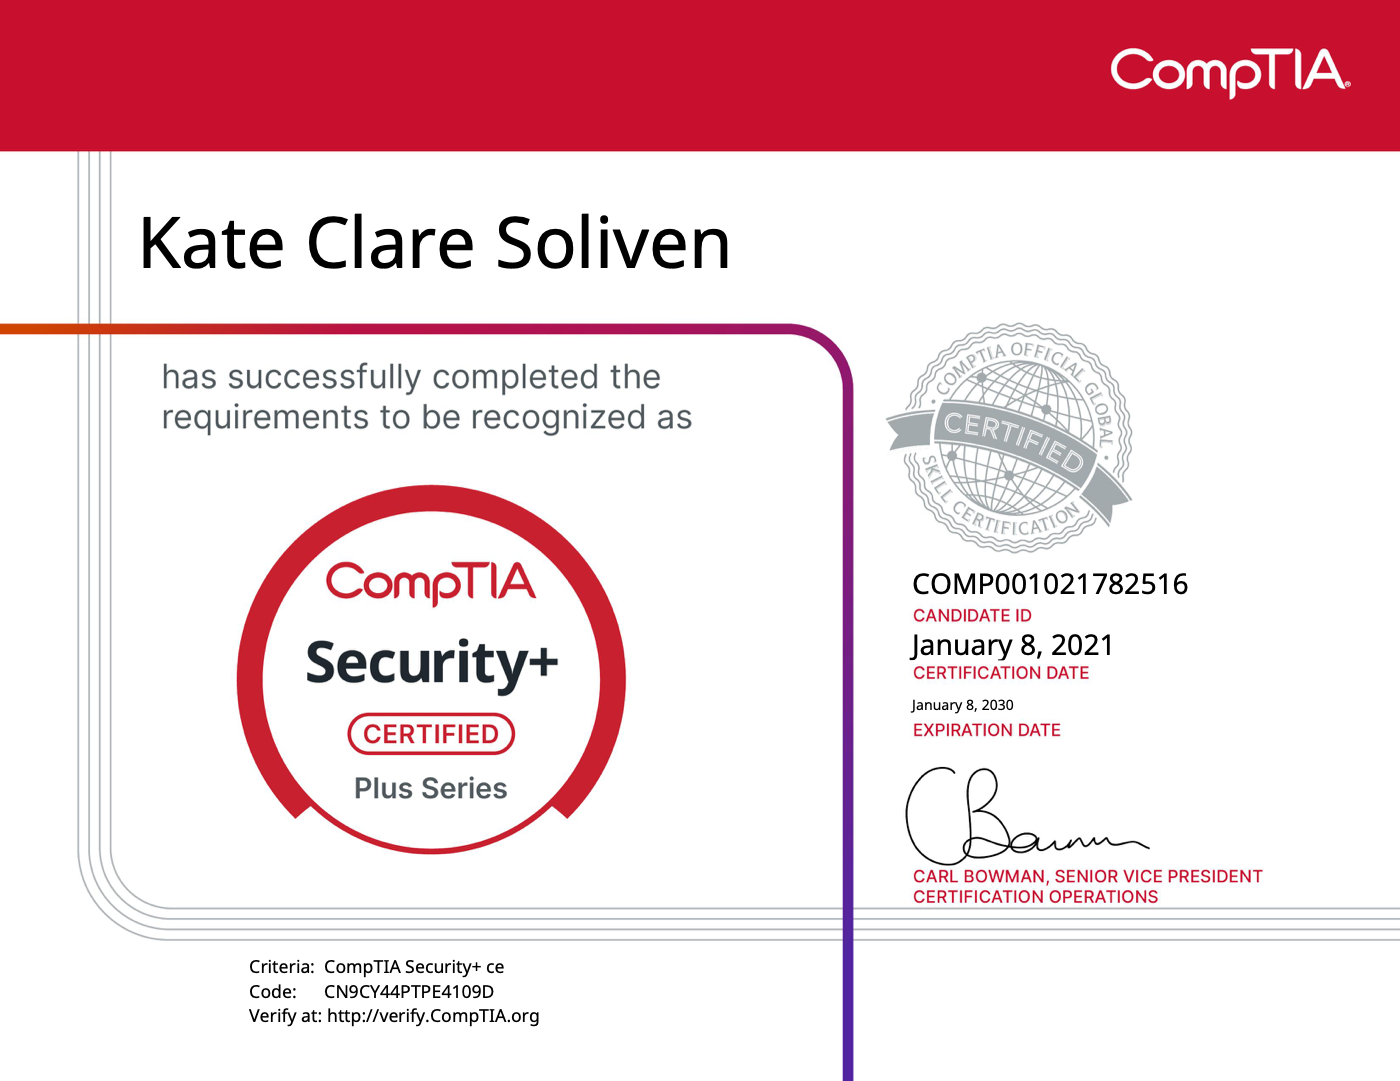 CompTIA®
Kate Clare Soliven
has successfully completed the
requirements to be recognized as
CompTIA
Security+
CERTIFIED
Plus Series
COMPTIA OFFICIAL GLOBAL
CERTIFIED
SKILL CERTIFICATION
COMP001021782516
CANDIDATE ID
January 8, 2021
CERTIFICATION DATE
January 8, 2030
EXPIRATION DATE
CARL BOWMAN, SENIOR VICE PRESIDENT
CERTIFICATION OPERATIONS
Criteria: CompTIA Security+ ce
Code: CN9CY44PTPE4109D
Verify at: http://verify.CompTIA.org